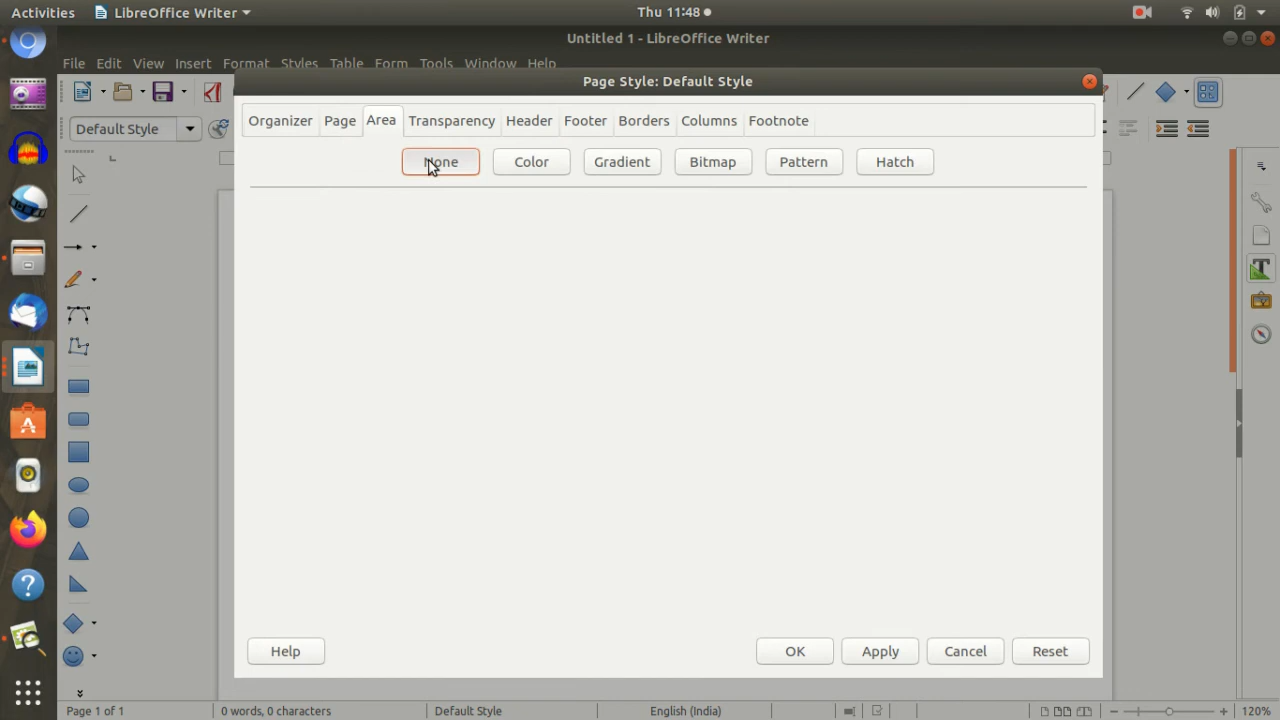 Activities LibreOffice Writer Thu 11:48
Untitled 1 - LibreOffice Writer
File Edit View Insert Format Styles Table Form Tools Window Help
Page Style: Default Style
Organizer Page Area Transparency Header Footer Borders Columns Footnote
Default Style
None Color Gradient Bitmap Pattern Hatch
Help OK Apply Cancel Reset
Page 1 of 1 0 words, 0 characters Default Style English (India) 120%